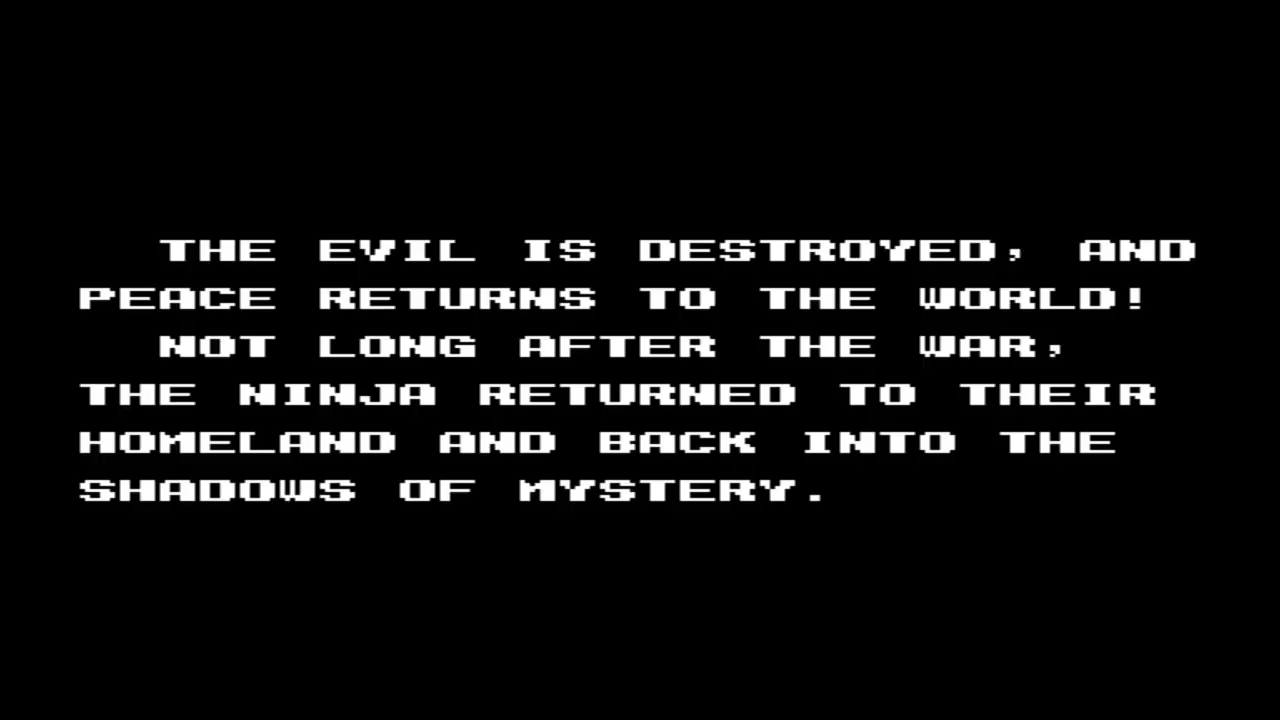 THE EVIL IS DESTROYED, AND
PEACE RETURNS TO THE WORLD!
NOT LONG AFTER THE WAR,
THE NINJA RETURNED TO THEIR
HOMELAND AND BACK INTO THE
SHADOWS OF MYSTERY.